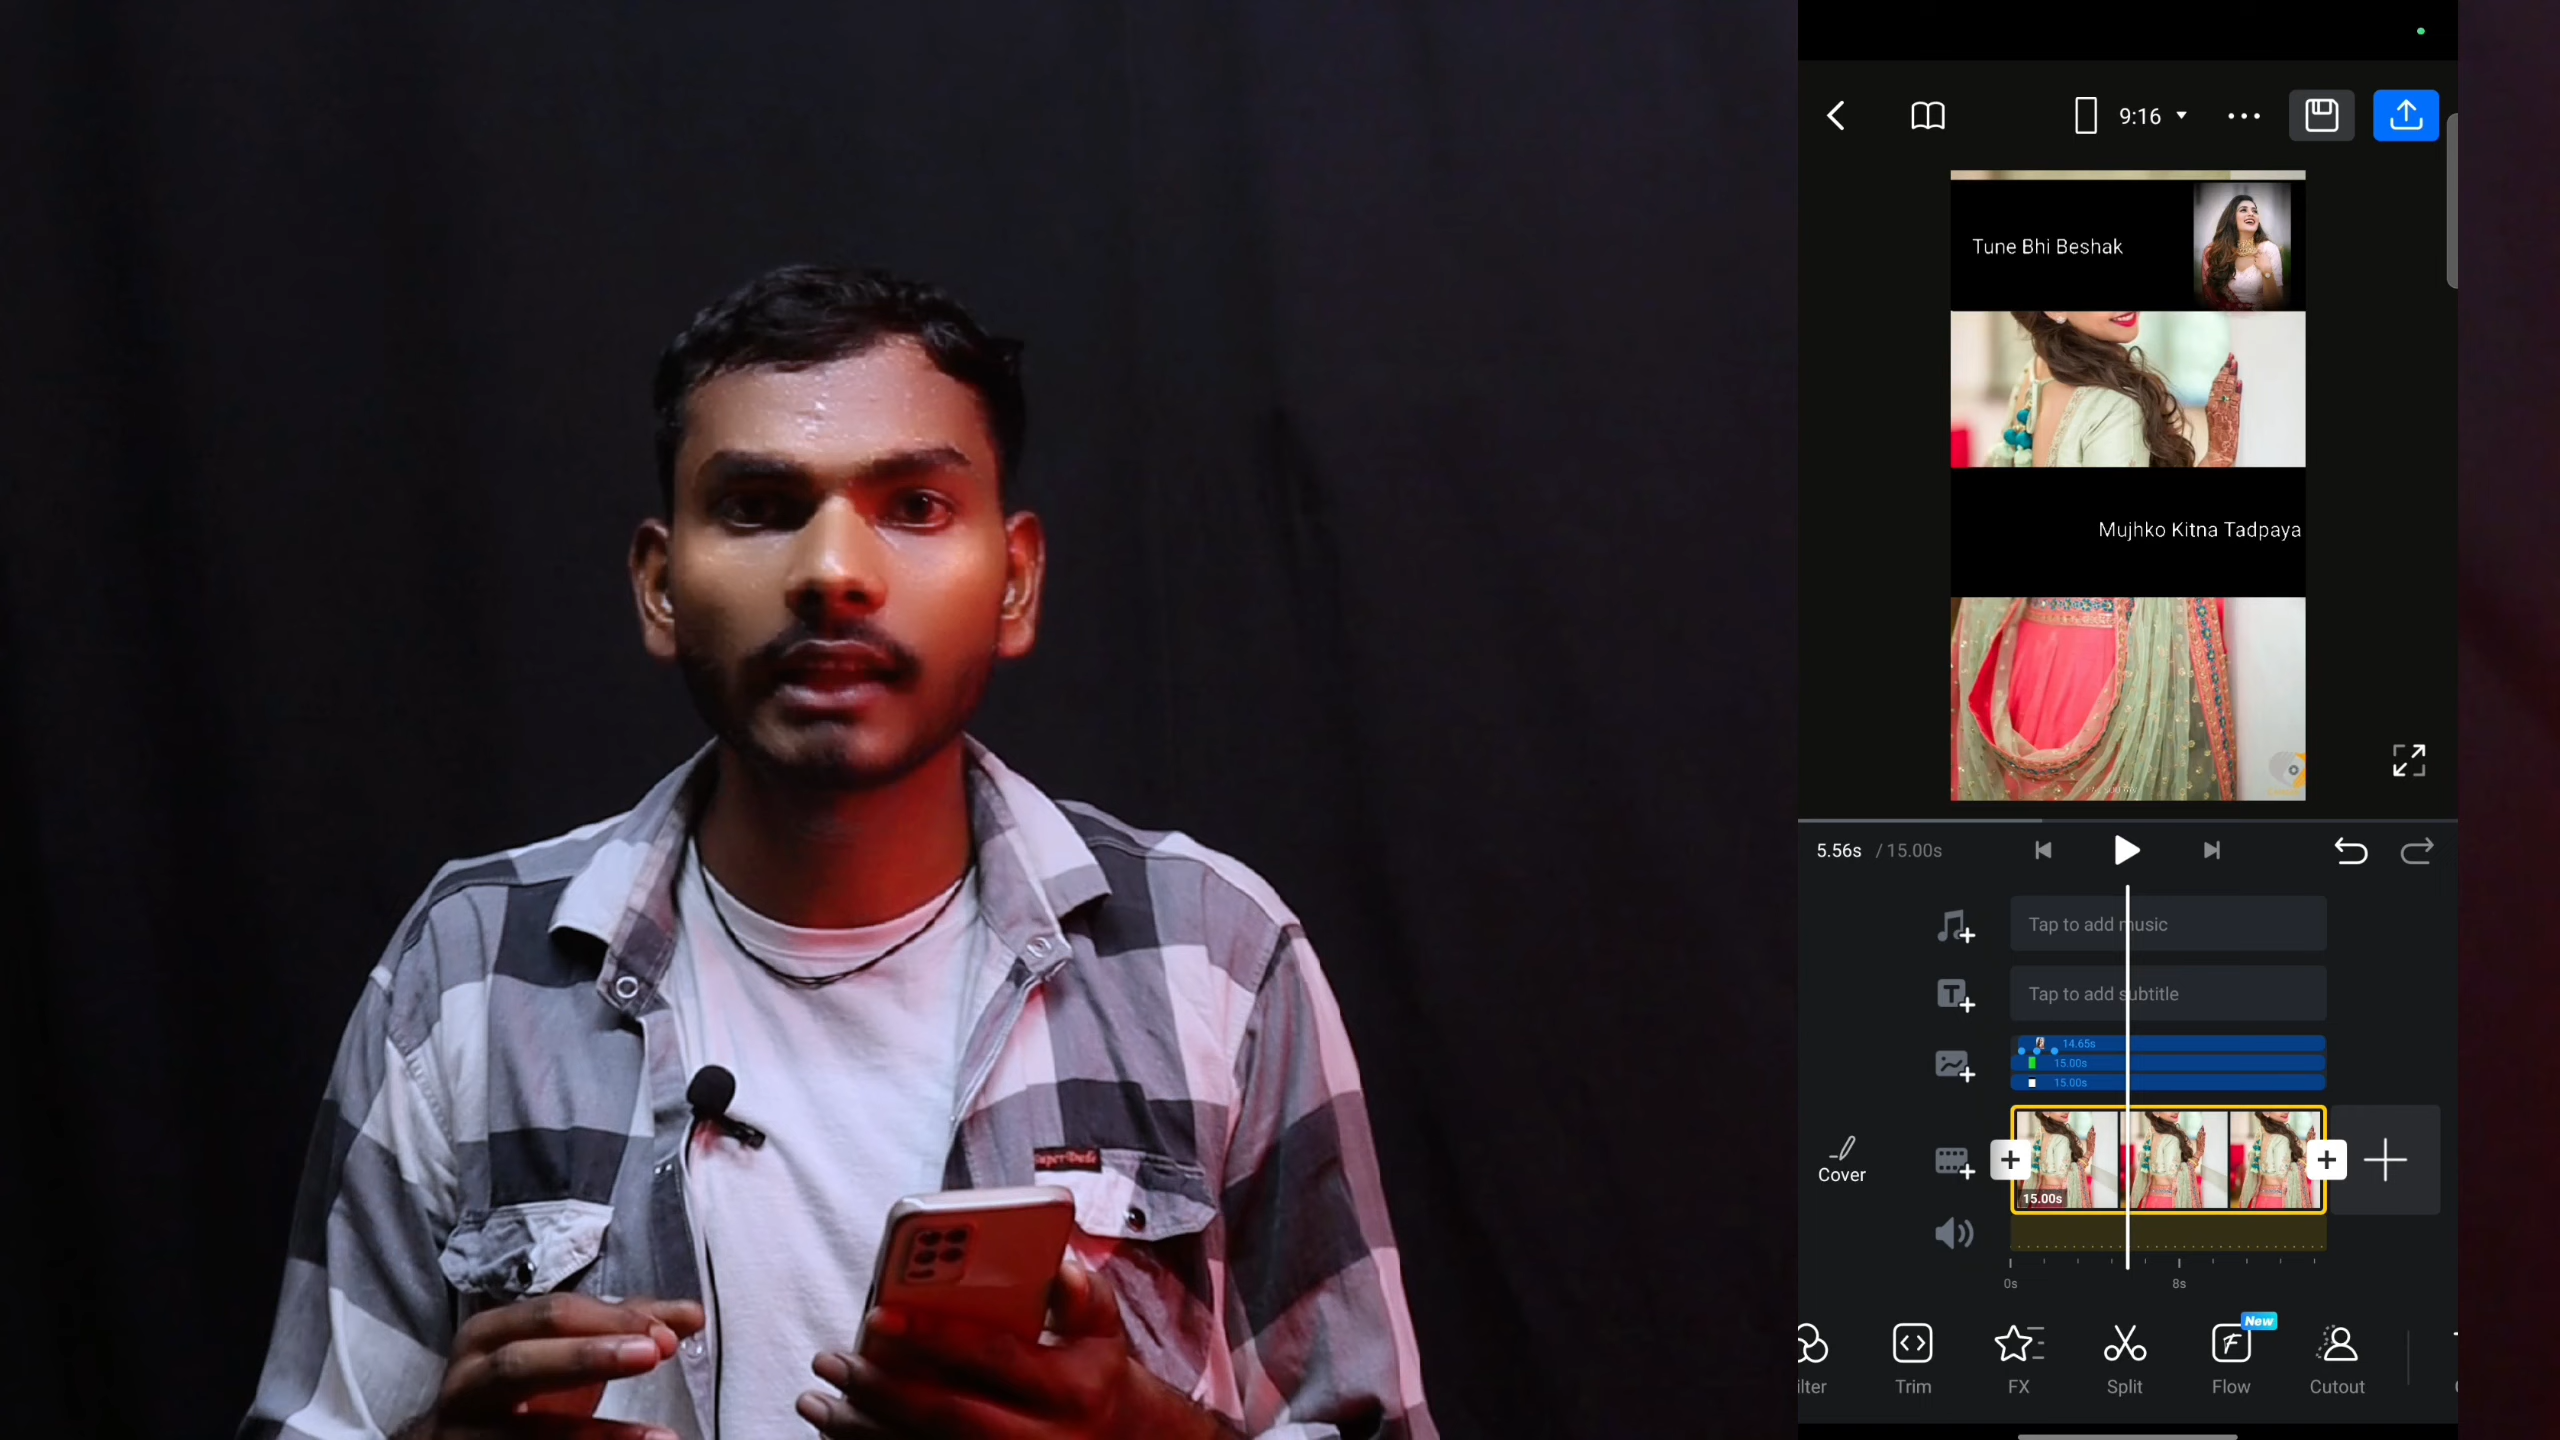 9:16
Tune Bhi Beshak
Mujhko Kitna Tadpaya
5.56s / 15.00s
Tap to add music
Tap to add subtitle
14.65s
15.00s
15.00s
Cover
15.00s
0s
8s
New
Trim
FX
Split
Flow
Cutout